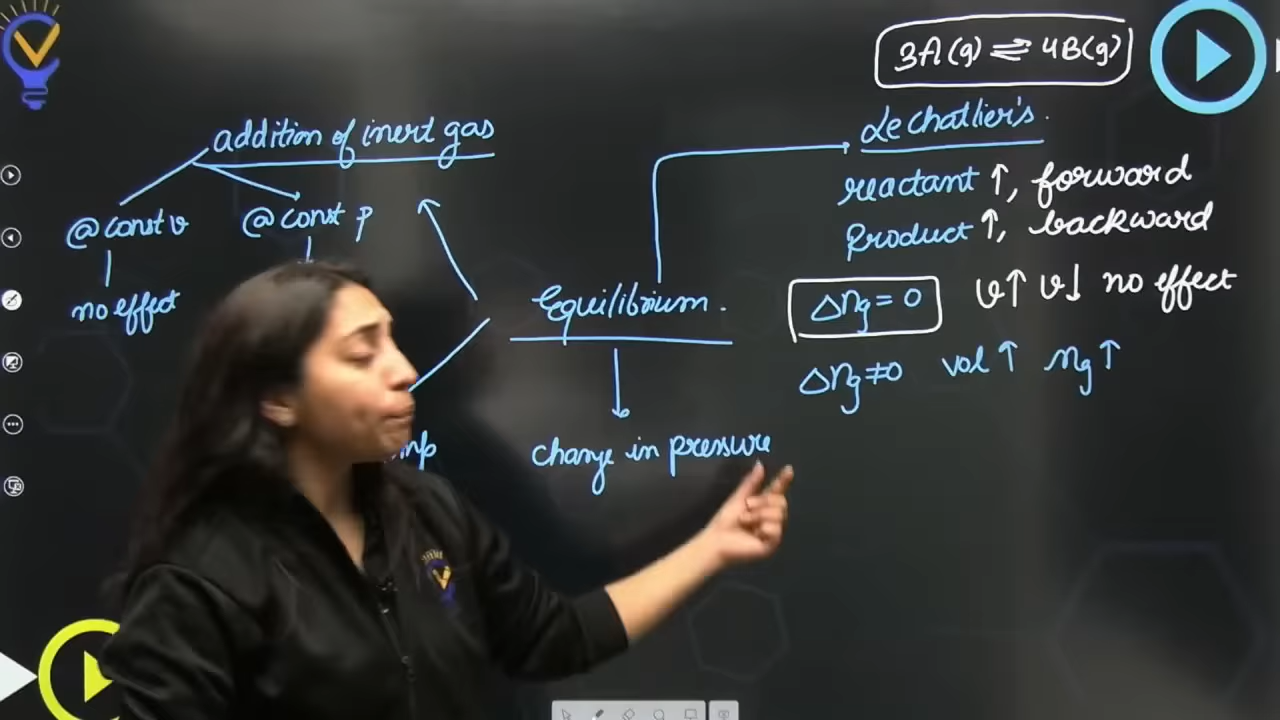 3A(g) ⇌ 4B(g)
Le Chatlier's.
reactant ↑, forward
Product ↑, backward
Δng = 0 v↑ v↓ no effect
Δng ≠ 0 vol ↑ ng ↑
addition of inert gas
@ const v @ const p
no effect
Equilibrium.
change in pressure